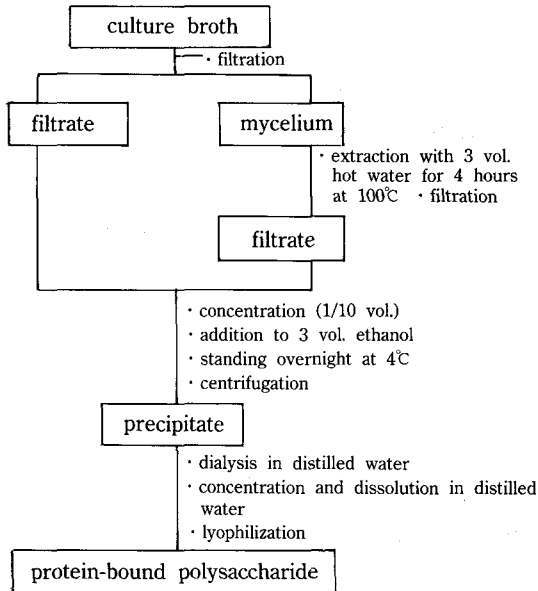 culture broth
· filtration
filtrate
mycelium
· extraction with 3 vol.
hot water for 4 hours
at 100℃ · filtration
filtrate
· concentration (1/10 vol.)
· addition to 3 vol. ethanol
· standing overnight at 4℃
· centrifugation
precipitate
· dialysis in distilled water
· concentration and dissolution in distilled
water
· lyophilization
protein-bound polysaccharide